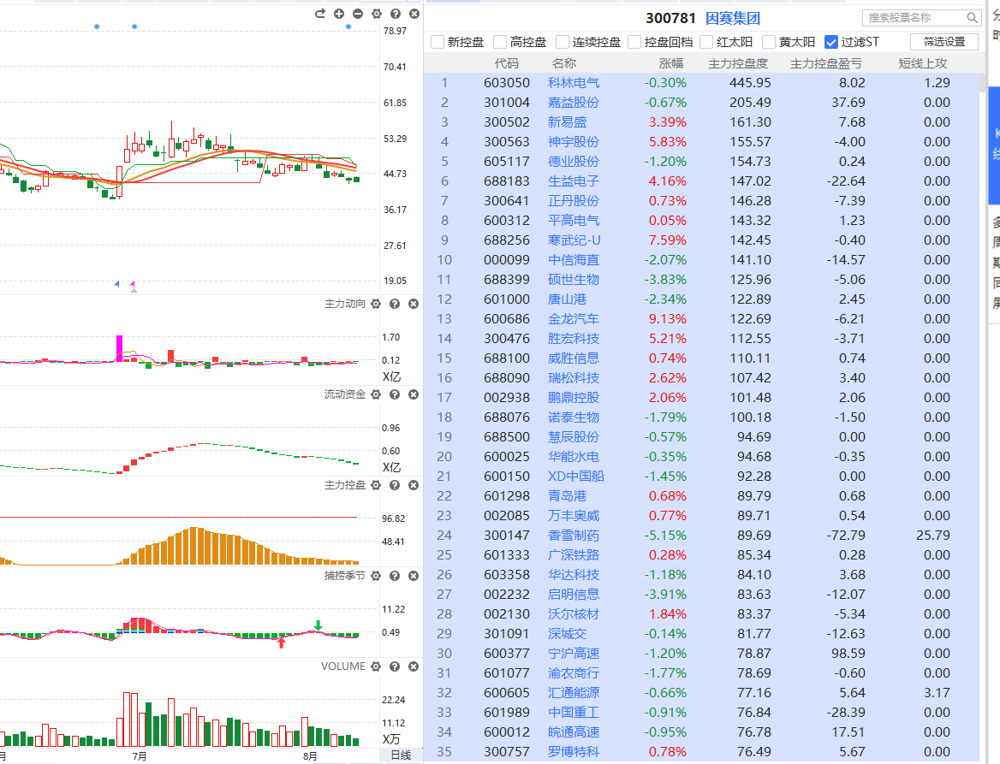 78.97
70.41
61.85
53.29
44.73
36.17
27.61
19.05
主力动向
1.70
0.12
X亿
流动资金
0.96
0.60
X亿
主力控盘
96.82
48.41
捕捞季节
11.22
0.49
VOLUME
22.24
11.12
X万
月 7月 8月 日线
300781 因赛集团 搜索股票名称
新控盘 高控盘 连续控盘 控盘回档 红太阳 黄太阳 过滤ST 筛选设置
代码 名称 涨幅 主力控盘度 主力控盘盈亏 短线上攻
1 603050 科林电气 -0.30% 445.95 8.02 1.29
2 301004 嘉益股份 -0.67% 205.49 37.69 0.00
3 300502 新易盛 3.39% 161.30 7.68 0.00
4 300563 神宇股份 5.83% 155.57 -4.00 0.00
5 605117 德业股份 -1.20% 154.73 0.24 0.00
6 688183 生益电子 4.16% 147.02 -22.64 0.00
7 300641 正丹股份 0.73% 146.28 -7.39 0.00
8 600312 平高电气 0.05% 143.32 1.23 0.00
9 688256 寒武纪-U 7.59% 142.45 -0.40 0.00
10 000099 中信海直 -2.07% 141.10 -14.57 0.00
11 688399 硕世生物 -3.83% 125.96 -5.06 0.00
12 601000 唐山港 -2.34% 122.89 2.45 0.00
13 600686 金龙汽车 9.13% 122.69 -6.21 0.00
14 300476 胜宏科技 5.21% 112.55 -3.71 0.00
15 688100 威胜信息 0.74% 110.11 0.74 0.00
16 688090 瑞松科技 2.62% 107.42 3.40 0.00
17 002938 鹏鼎控股 2.06% 101.48 2.06 0.00
18 688076 诺泰生物 -1.79% 100.18 -1.50 0.00
19 688500 慧辰股份 -0.57% 94.69 0.00 0.00
20 600025 华能水电 -0.35% 94.68 -0.35 0.00
21 600150 XD中国船 -1.45% 92.28 0.00 0.00
22 601298 青岛港 0.68% 89.79 0.68 0.00
23 002085 万丰奥威 0.77% 89.71 0.54 0.00
24 300147 香雪制药 -5.15% 89.69 -72.79 25.79
25 601333 广深铁路 0.28% 85.34 0.28 0.00
26 603358 华达科技 -1.18% 84.10 3.68 0.00
27 002232 启明信息 -3.91% 83.63 -12.07 0.00
28 002130 沃尔核材 1.84% 83.37 -5.34 0.00
29 301091 深城交 -0.14% 81.77 -12.63 0.00
30 600377 宁沪高速 -1.20% 78.87 98.59 0.00
31 601077 渝农商行 -1.77% 78.69 -0.60 0.00
32 600605 汇通能源 -0.66% 77.16 5.64 3.17
33 601989 中国重工 -0.91% 76.84 -28.39 0.00
34 600012 皖通高速 -0.95% 76.78 17.51 0.00
35 300757 罗博特科 0.78% 76.49 5.67 0.00